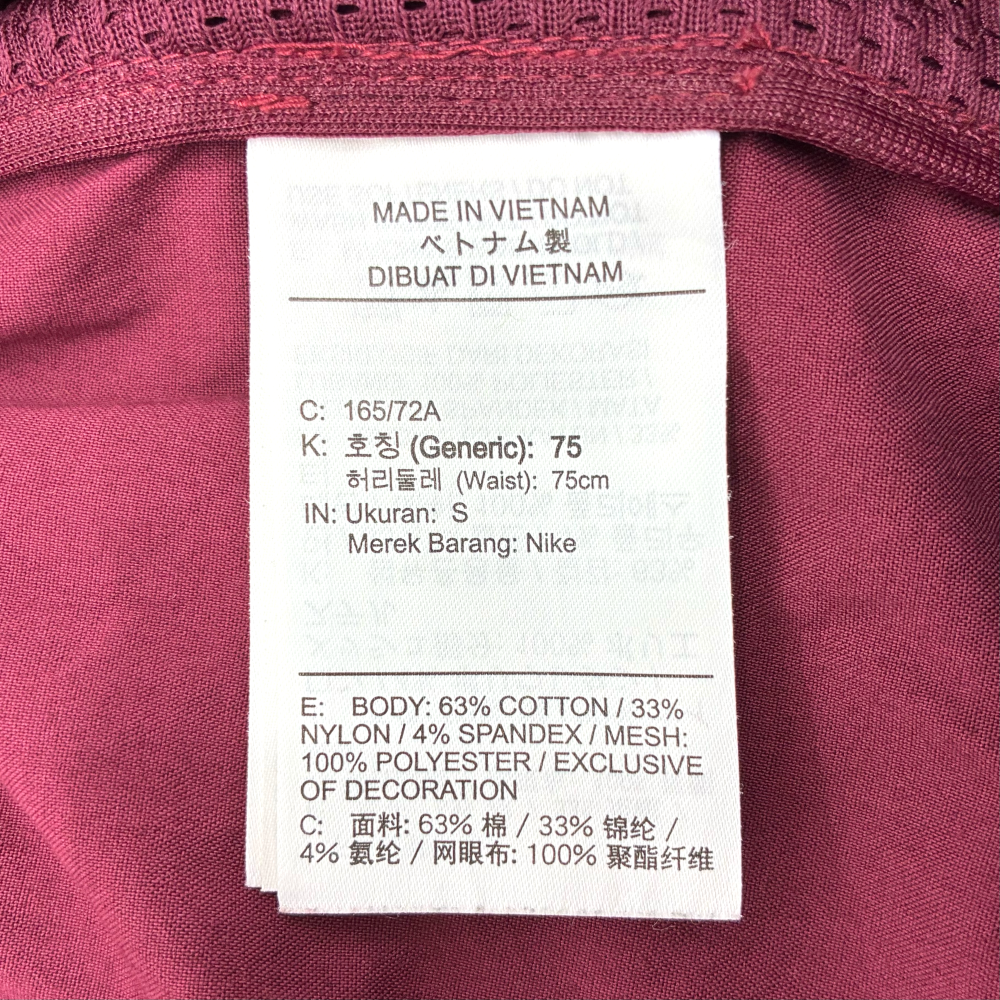 MADE IN VIETNAM
ベトナム製
DIBUAT DI VIETNAM
C: 165/72A
K: 호칭 (Generic): 75
허리둘레 (Waist): 75cm
IN: Ukuran: S
Merek Barang: Nike
E: BODY: 63% COTTON / 33%
NYLON / 4% SPANDEX / MESH:
100% POLYESTER / EXCLUSIVE
OF DECORATION
C: 面料: 63% 棉 / 33% 锦纶 /
4% 氨纶 / 网眼布: 100% 聚酯纤维